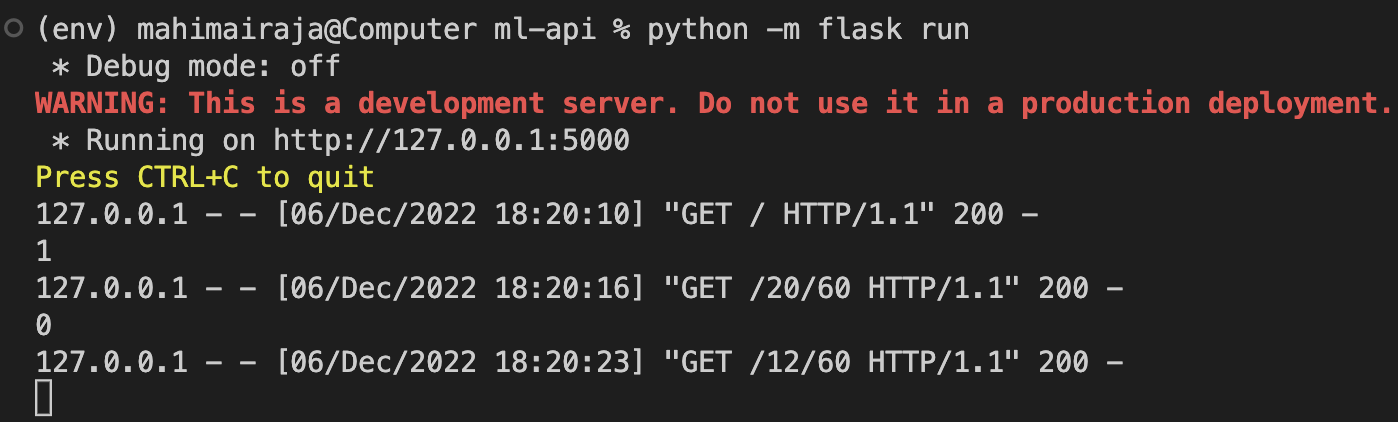 (env) mahimairaja@Computer ml-api % python -m flask run
* Debug mode: off
WARNING: This is a development server. Do not use it in a production deployment.
* Running on http://127.0.0.1:5000
Press CTRL+C to quit
127.0.0.1 - - [06/Dec/2022 18:20:10] "GET / HTTP/1.1" 200 -
1
127.0.0.1 - - [06/Dec/2022 18:20:16] "GET /20/60 HTTP/1.1" 200 -
0
127.0.0.1 - - [06/Dec/2022 18:20:23] "GET /12/60 HTTP/1.1" 200 -